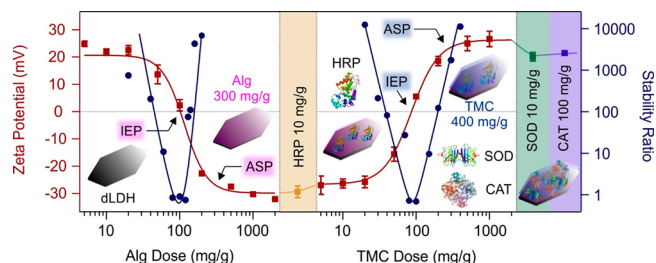 Zeta Potential (mV)
30
20
10
0
-10
-20
-30
IEP
dLDH
Alg
300 mg/g
ASP
10
100
1000
Alg Dose (mg/g)
HRP 10 mg/g
HRP
ASP
IEP
TMC
400 mg/g
SOD
CAT
10
100
1000
TMC Dose (mg/g)
SOD 10 mg/g
CAT 100 mg/g
10000
1000
100
10
1
Stability Ratio